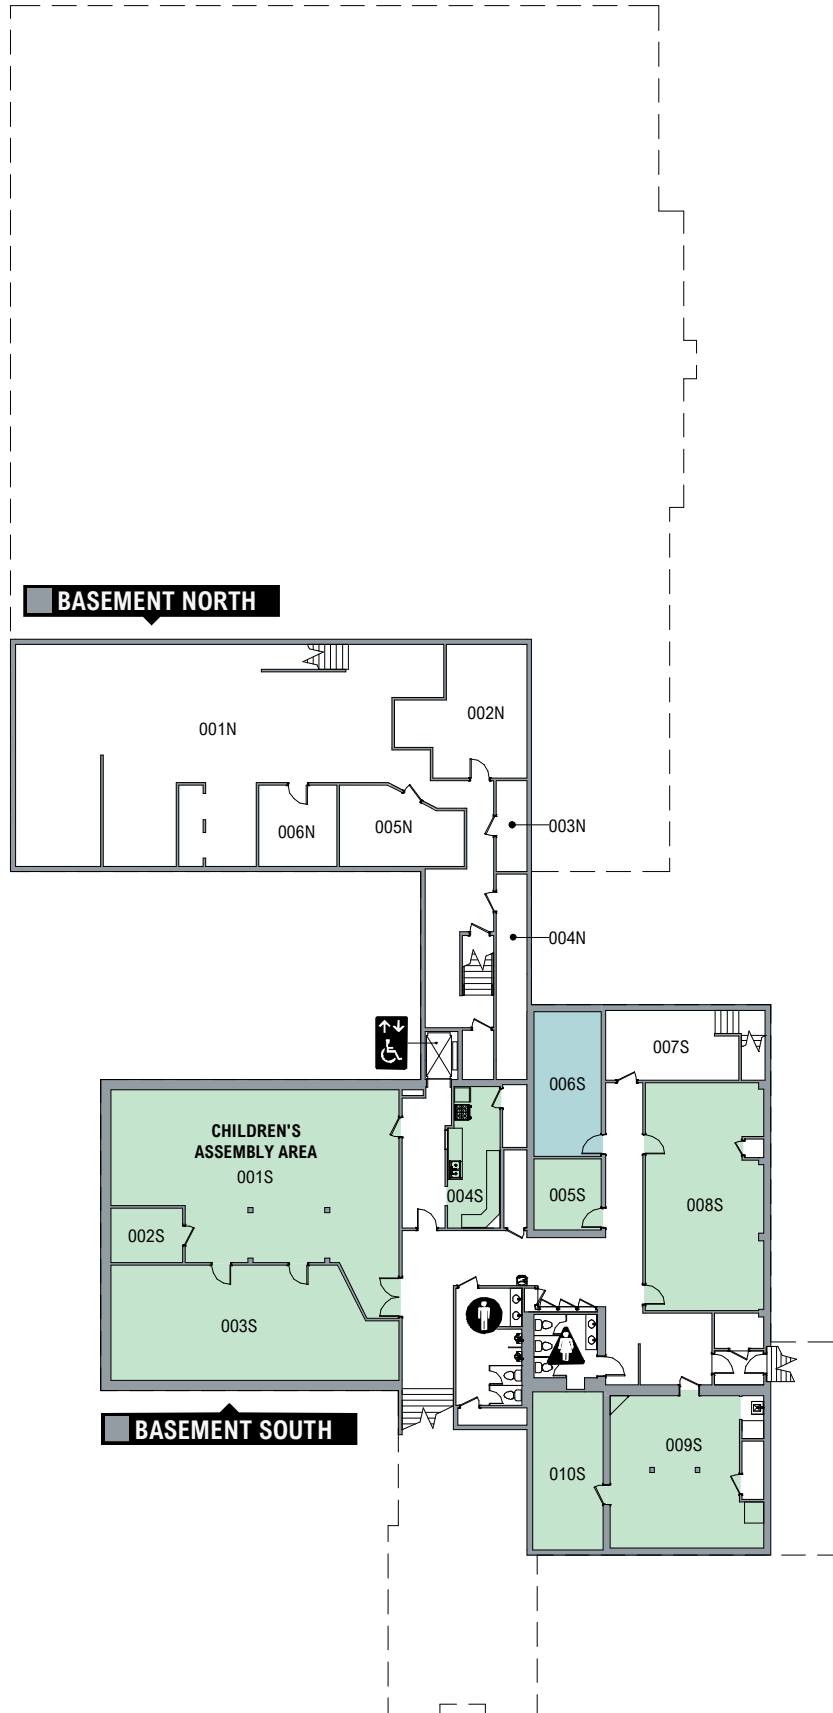 BASEMENT NORTH
001N
002N
006N
005N
003N
004N
007S
006S
CHILDREN'S
ASSEMBLY AREA
001S
004S
005S
008S
002S
003S
BASEMENT SOUTH
009S
010S